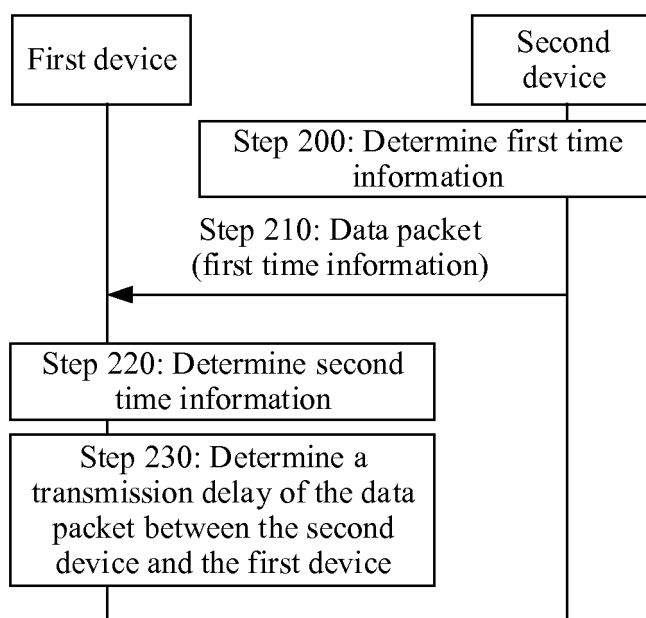 First device
Second
device
Step 200: Determine first time
information
Step 210: Data packet
(first time information)
Step 220: Determine second
time information
Step 230: Determine a
transmission delay of the data
packet between the second
device and the first device